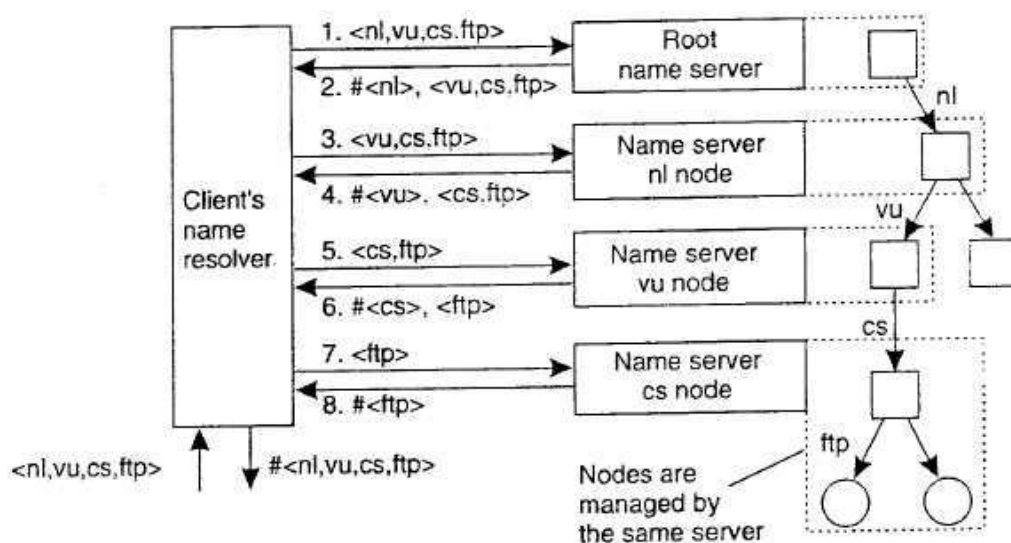 1. <nl,vu,cs.ftp>
Root
name server
2. #<nl>, <vu,cs.ftp>
nl
3. <vu,cs.ftp>
Name server
nl node
4. #<vu>. <cs.ftp>
vu
Client's
name
resolver
5. <cs,ftp>
Name server
vu node
6. #<cs>, <ftp>
cs
7. <ftp>
Name server
cs node
8. #<ftp>
ftp
<nl,vu,cs,ftp>
#<nl,vu,cs,ftp>
Nodes are
managed by
the same server